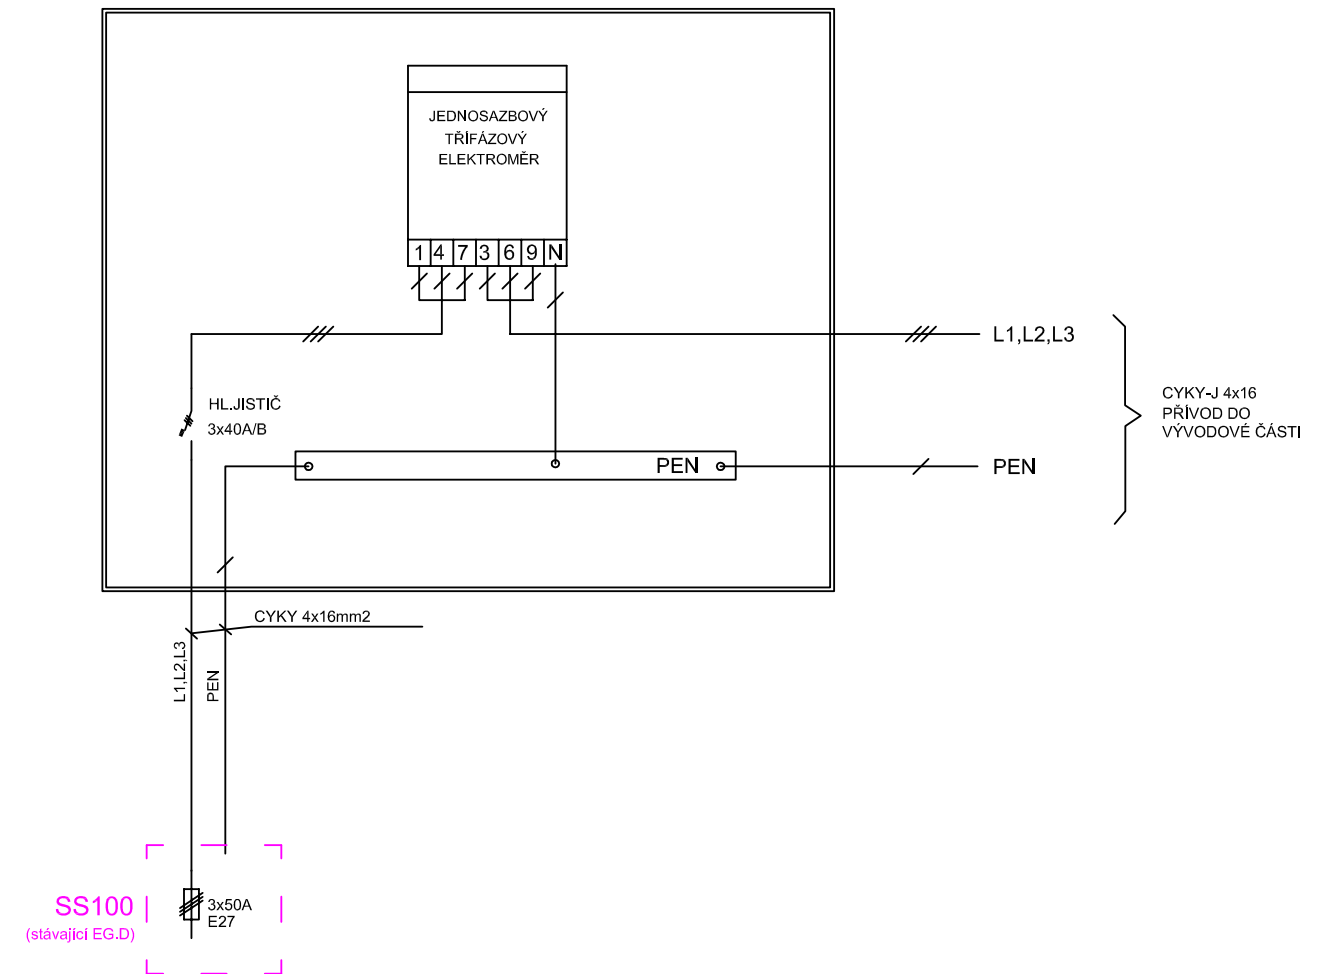 JEDNOSAZBOVÝ
TŘÍFÁZOVÝ
ELEKTROMĚR
1 4 7 3 6 9 N
L1,L2,L3
HL.JISTIČ
3x40A/B
CYKY-J 4x16
PŘÍVOD DO
VÝVODOVÉ ČÁSTI
PEN
PEN
CYKY 4x16mm2
L1,L2,L3
PEN
SS100
(stávající EG.D)
3x50A
E27